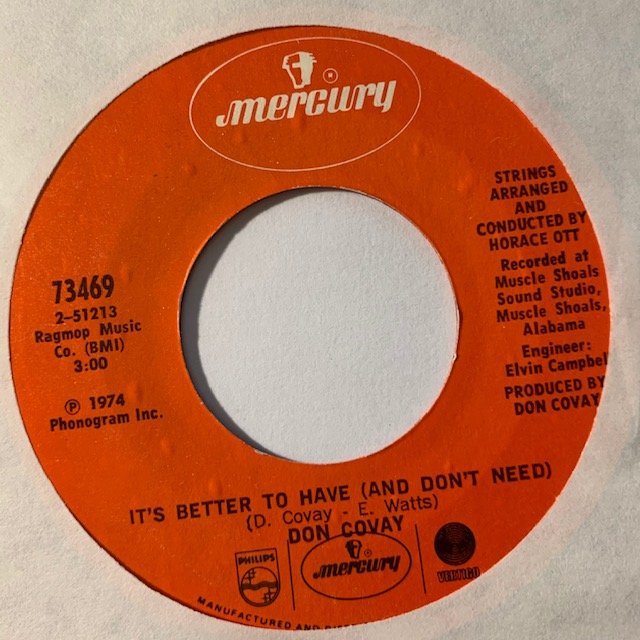 mercury
STRINGS
ARRANGED
AND
CONDUCTED BY
HORACE OTT
Recorded at
Muscle Shoals
Sound Studio,
Muscle Shoals,
Alabama
Engineer:
Elvin Campbel
PRODUCED BY
DON COVAY
73469
2-51213
Ragmop Music
Co. (BMI)
3:00
Ⓟ 1974
Phonogram Inc.
IT'S BETTER TO HAVE (AND DON'T NEED)
(D. Covay - E. Watts)
DON COVAY
PHILIPS
mercury
VERTIGO
MANUFACTURED AND